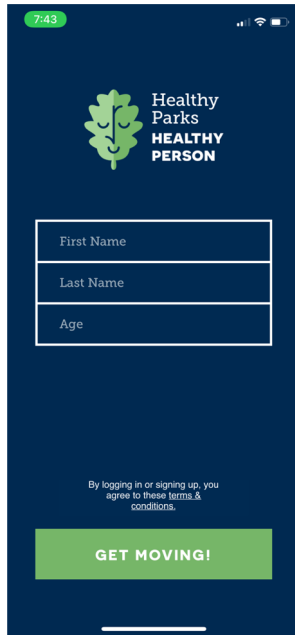 7:43
Healthy
Parks
HEALTHY
PERSON
First Name
Last Name
Age
By logging in or signing up, you
agree to these terms &
conditions.
GET MOVING!